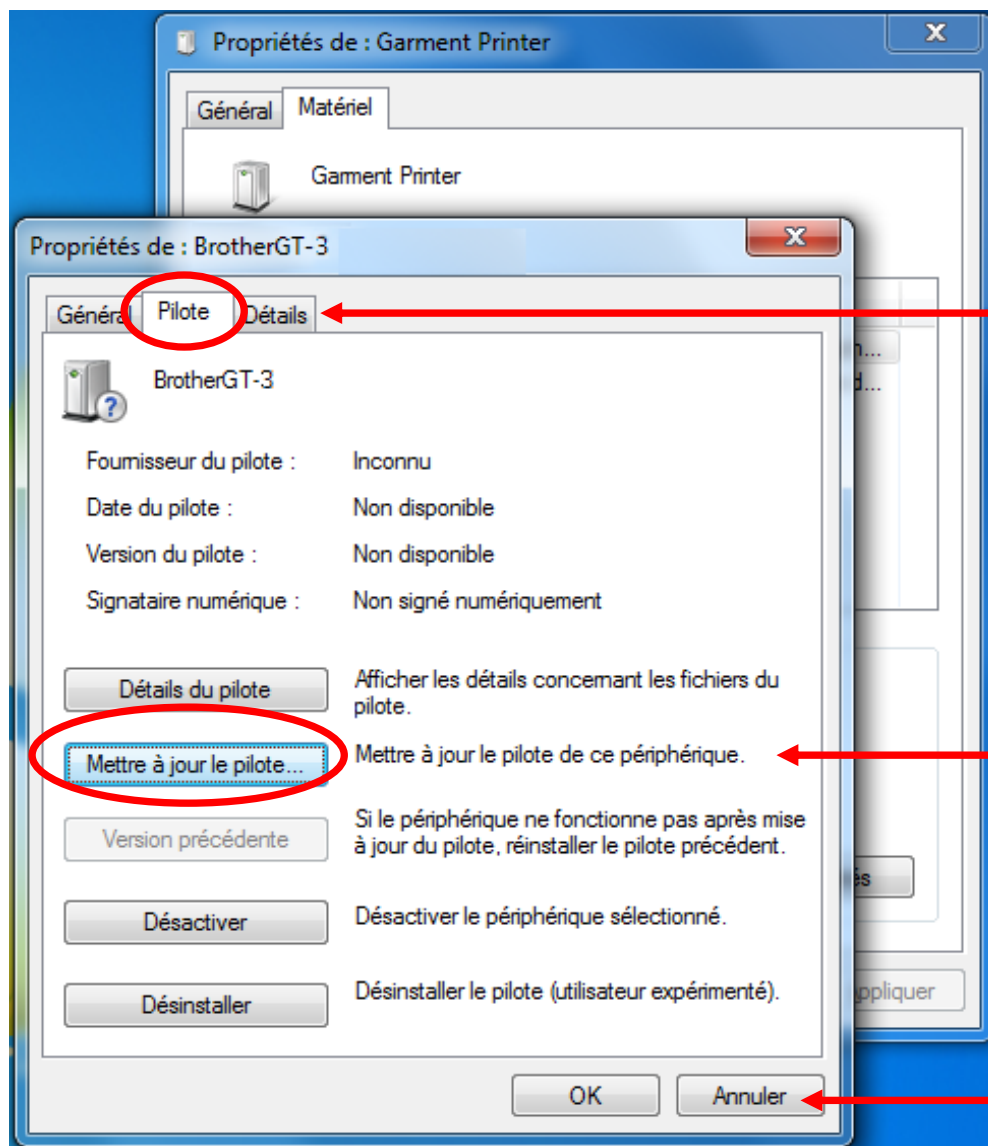 Propriétés de : Garment Printer
Général Matériel
Garment Printer
Propriétés de : BrotherGT-3
Général Pilote Détails
BrotherGT-3
Fournisseur du pilote : Inconnu
Date du pilote : Non disponible
Version du pilote : Non disponible
Signataire numérique : Non signé numériquement
Détails du pilote
Afficher les détails concernant les fichiers du
pilote.
Mettre à jour le pilote...
Mettre à jour le pilote de ce périphérique.
Version précédente
Si le périphérique ne fonctionne pas après mise
à jour du pilote, réinstaller le pilote précédent.
Désactiver
Désactiver le périphérique sélectionné.
Désinstaller
Désinstaller le pilote (utilisateur expérimenté).
Appliquer
OK Annuler